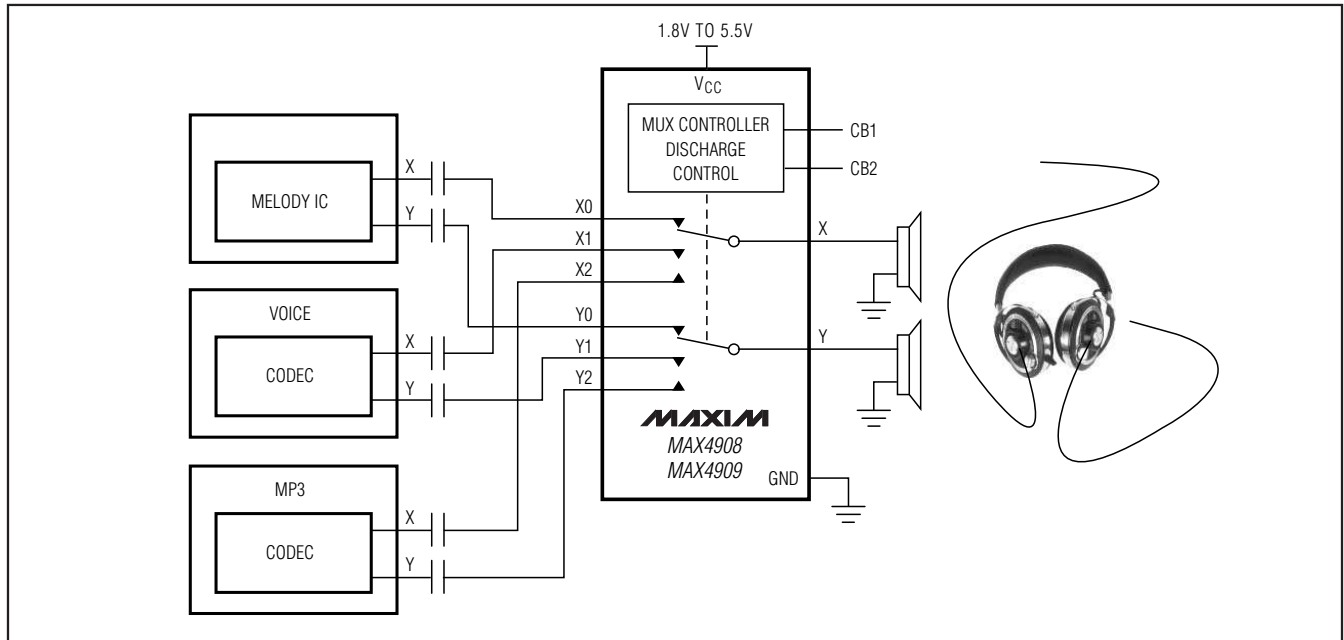 1.8V TO 5.5V
VCC
MUX CONTROLLER
DISCHARGE
CONTROL
CB1
CB2
MELODY IC
X
Y
X0
X1
X2
Y0
Y1
Y2
X
Y
VOICE
CODEC
X
Y
MAXIM
MAX4908
MAX4909
GND
MP3
CODEC
X
Y